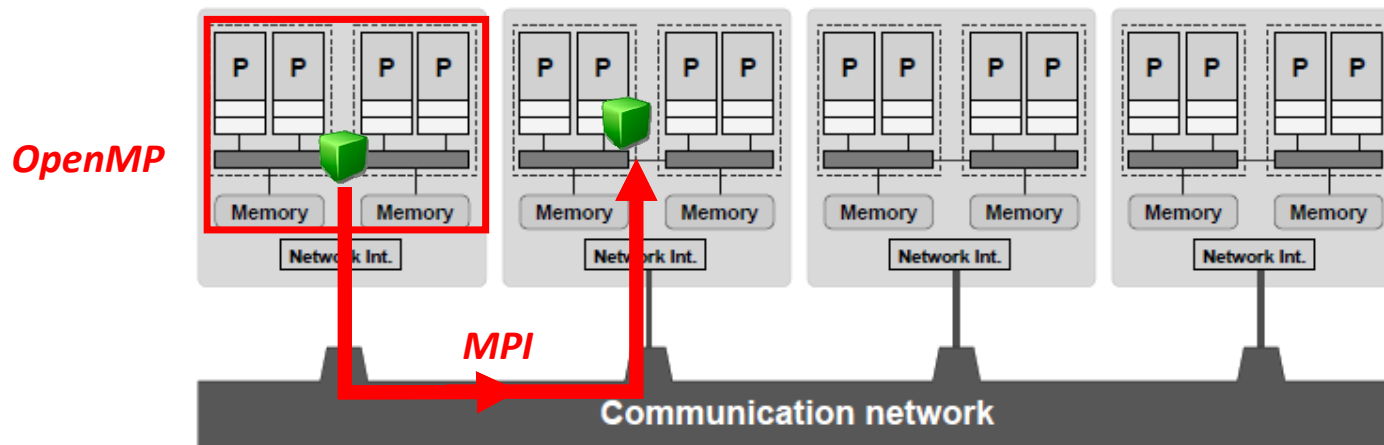 P P P P P P P P P P P P P P P P
OpenMP
Memory Memory Memory Memory Memory Memory Memory Memory
Network Int. Network Int. Network Int. Network Int.
MPI
Communication network